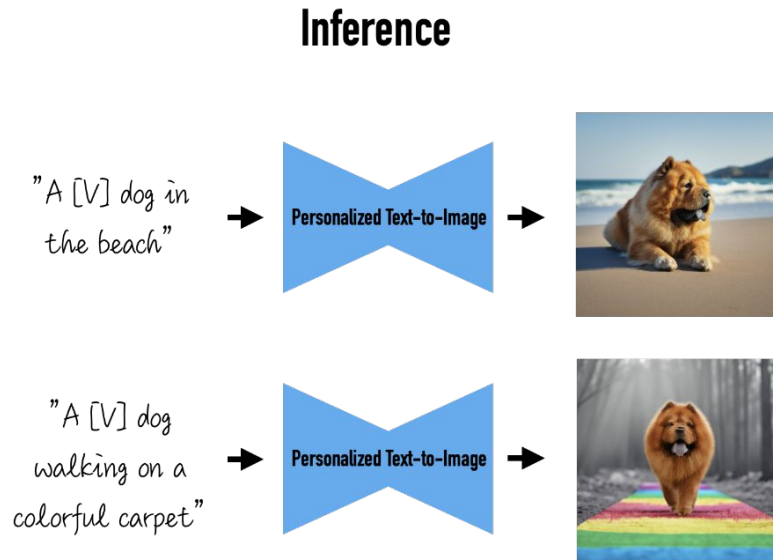 Inference
"A [V] dog in
the beach"
Personalized Text-to-Image
"A [V] dog
walking on a
colorful carpet"
Personalized Text-to-Image